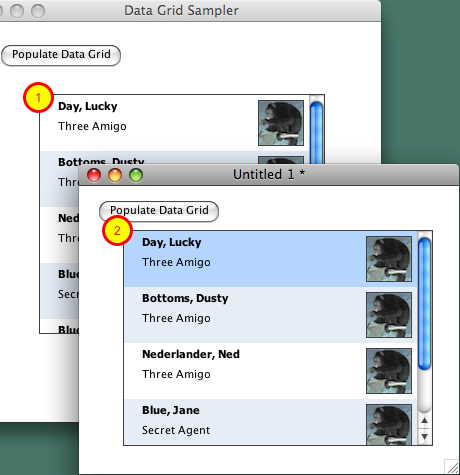 Data Grid Sampler
Populate Data Grid
1
Day, Lucky
Three Amigo
Bottoms, Dusty
Three
Ned
Three
Blue
Secret
Blue
Untitled 1 *
Populate Data Grid
2
Day, Lucky
Three Amigo
Bottoms, Dusty
Three Amigo
Nederlander, Ned
Three Amigo
Blue, Jane
Secret Agent